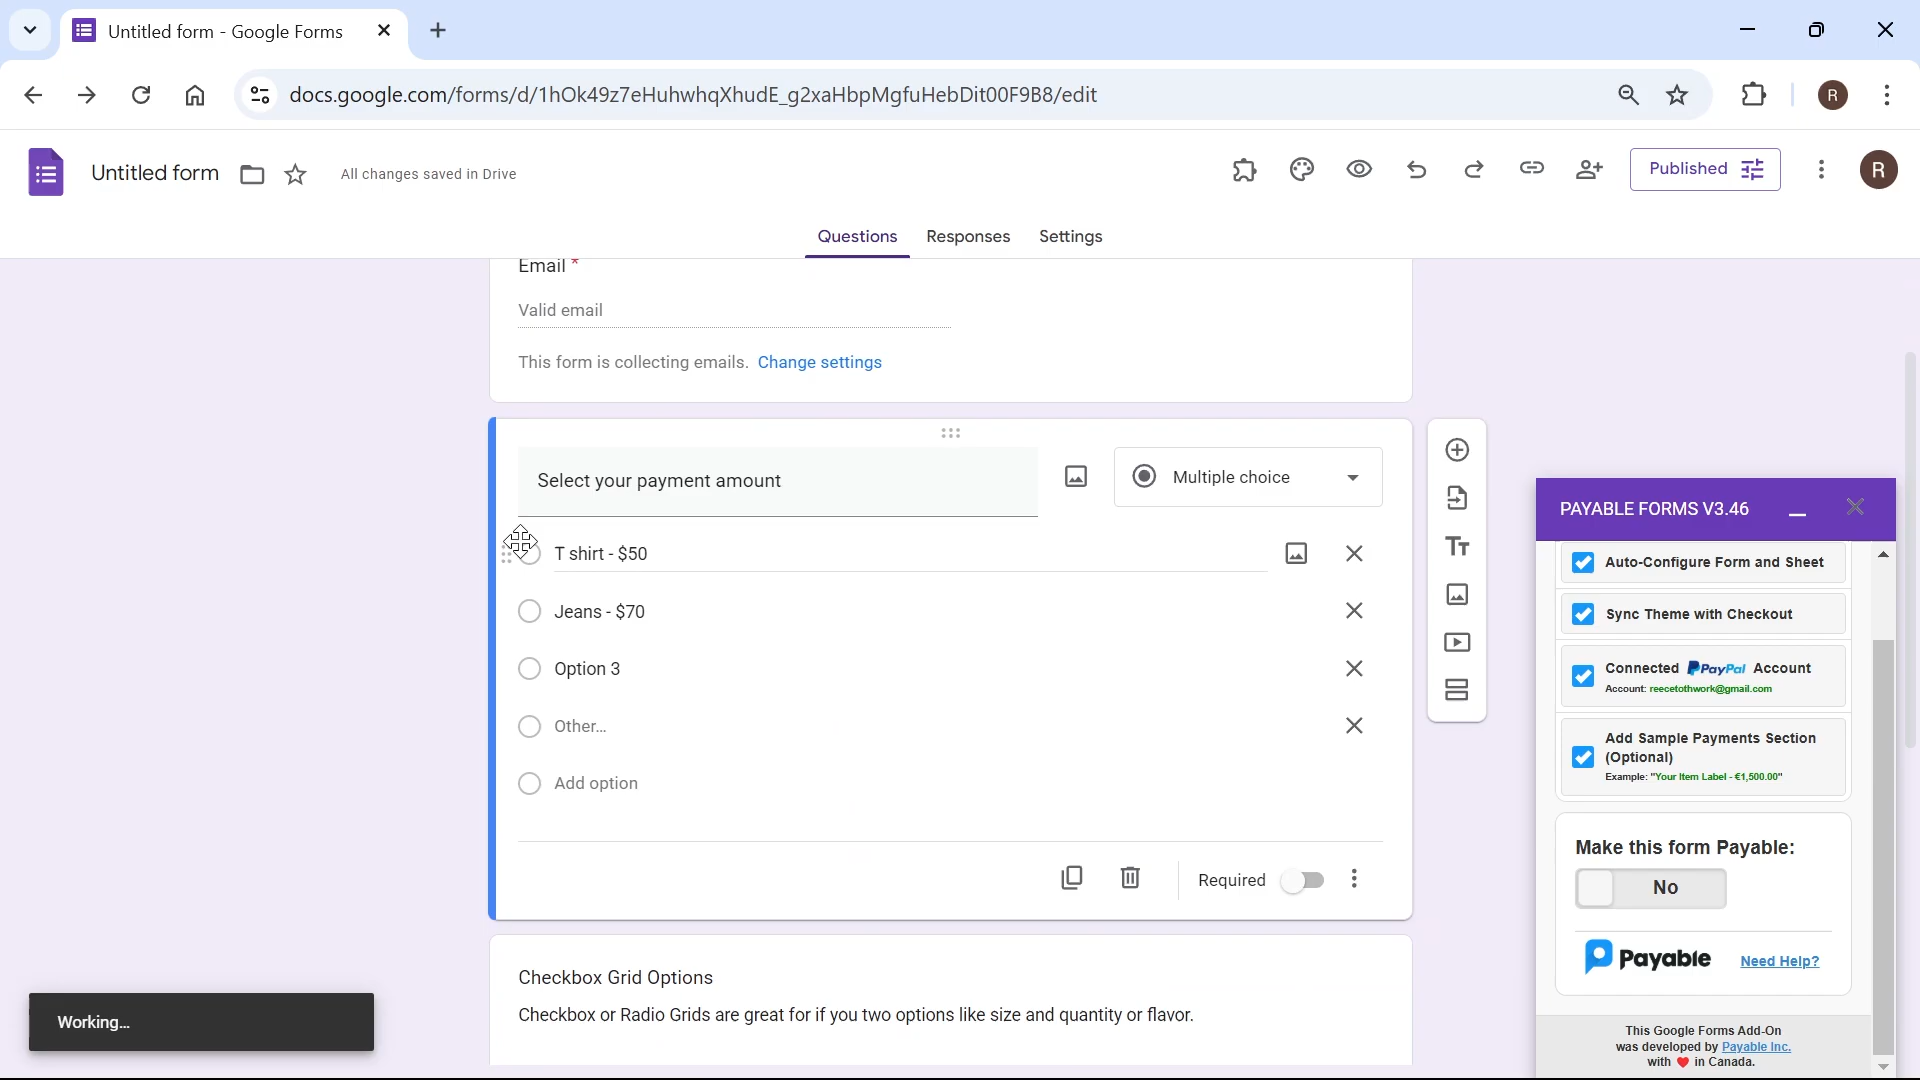 Untitled form - Google Forms
docs.google.com/forms/d/1hOk49z7eHuhwhqXhudE_g2xaHbpMgfuHebDit00F9B8/edit
R
Untitled form
All changes saved in Drive
Published
R
Questions
Responses
Settings
Email *
Valid email
This form is collecting emails. Change settings
Select your payment amount
Multiple choice
T shirt - $50
Jeans - $70
Option 3
Other...
Add option
Required
Checkbox Grid Options
Checkbox or Radio Grids are great for if you two options like size and quantity or flavor.
Working...
PAYABLE FORMS V3.46
Auto-Configure Form and Sheet
Sync Theme with Checkout
Connected PayPal Account
Account: reecetothwork@gmail.com
Add Sample Payments Section
(Optional)
Example: "Your Item Label - €1,500.00"
Make this form Payable:
No
Payable
Need Help?
This Google Forms Add-On
was developed by Payable Inc.
with ❤ in Canada.